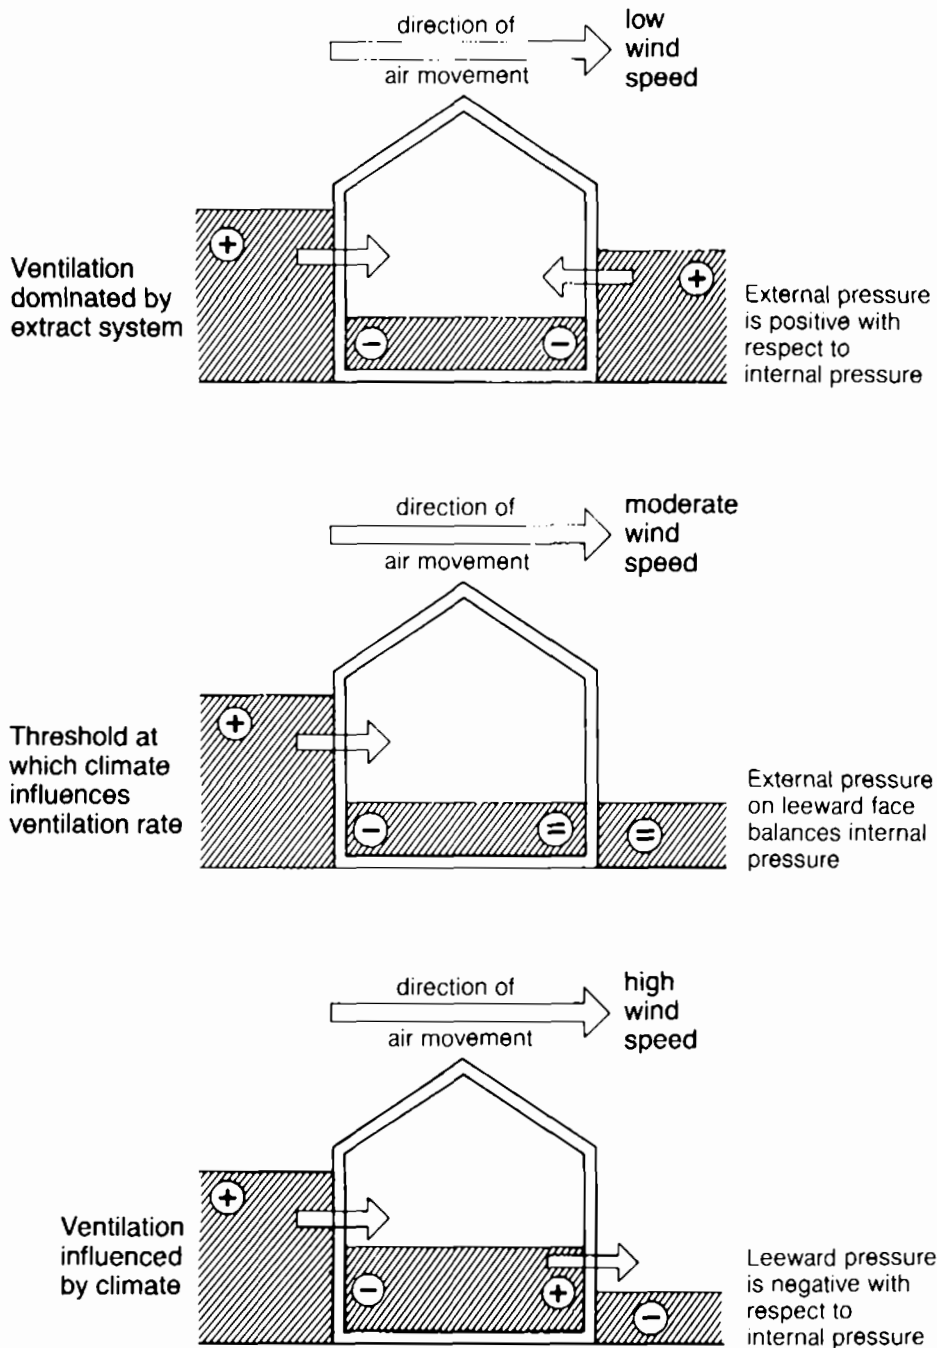 direction of
air movement
low
wind
speed
+
+
Ventilation
dominated by
extract system
−
−
External pressure
is positive with
respect to
internal pressure
direction of
air movement
moderate
wind
speed
+
Threshold at
which climate
influences
ventilation rate
−
=
=
External pressure
on leeward face
balances internal
pressure
direction of
air movement
high
wind
speed
+
Ventilation
influenced
by climate
−
+
−
Leeward pressure
is negative with
respect to
internal pressure